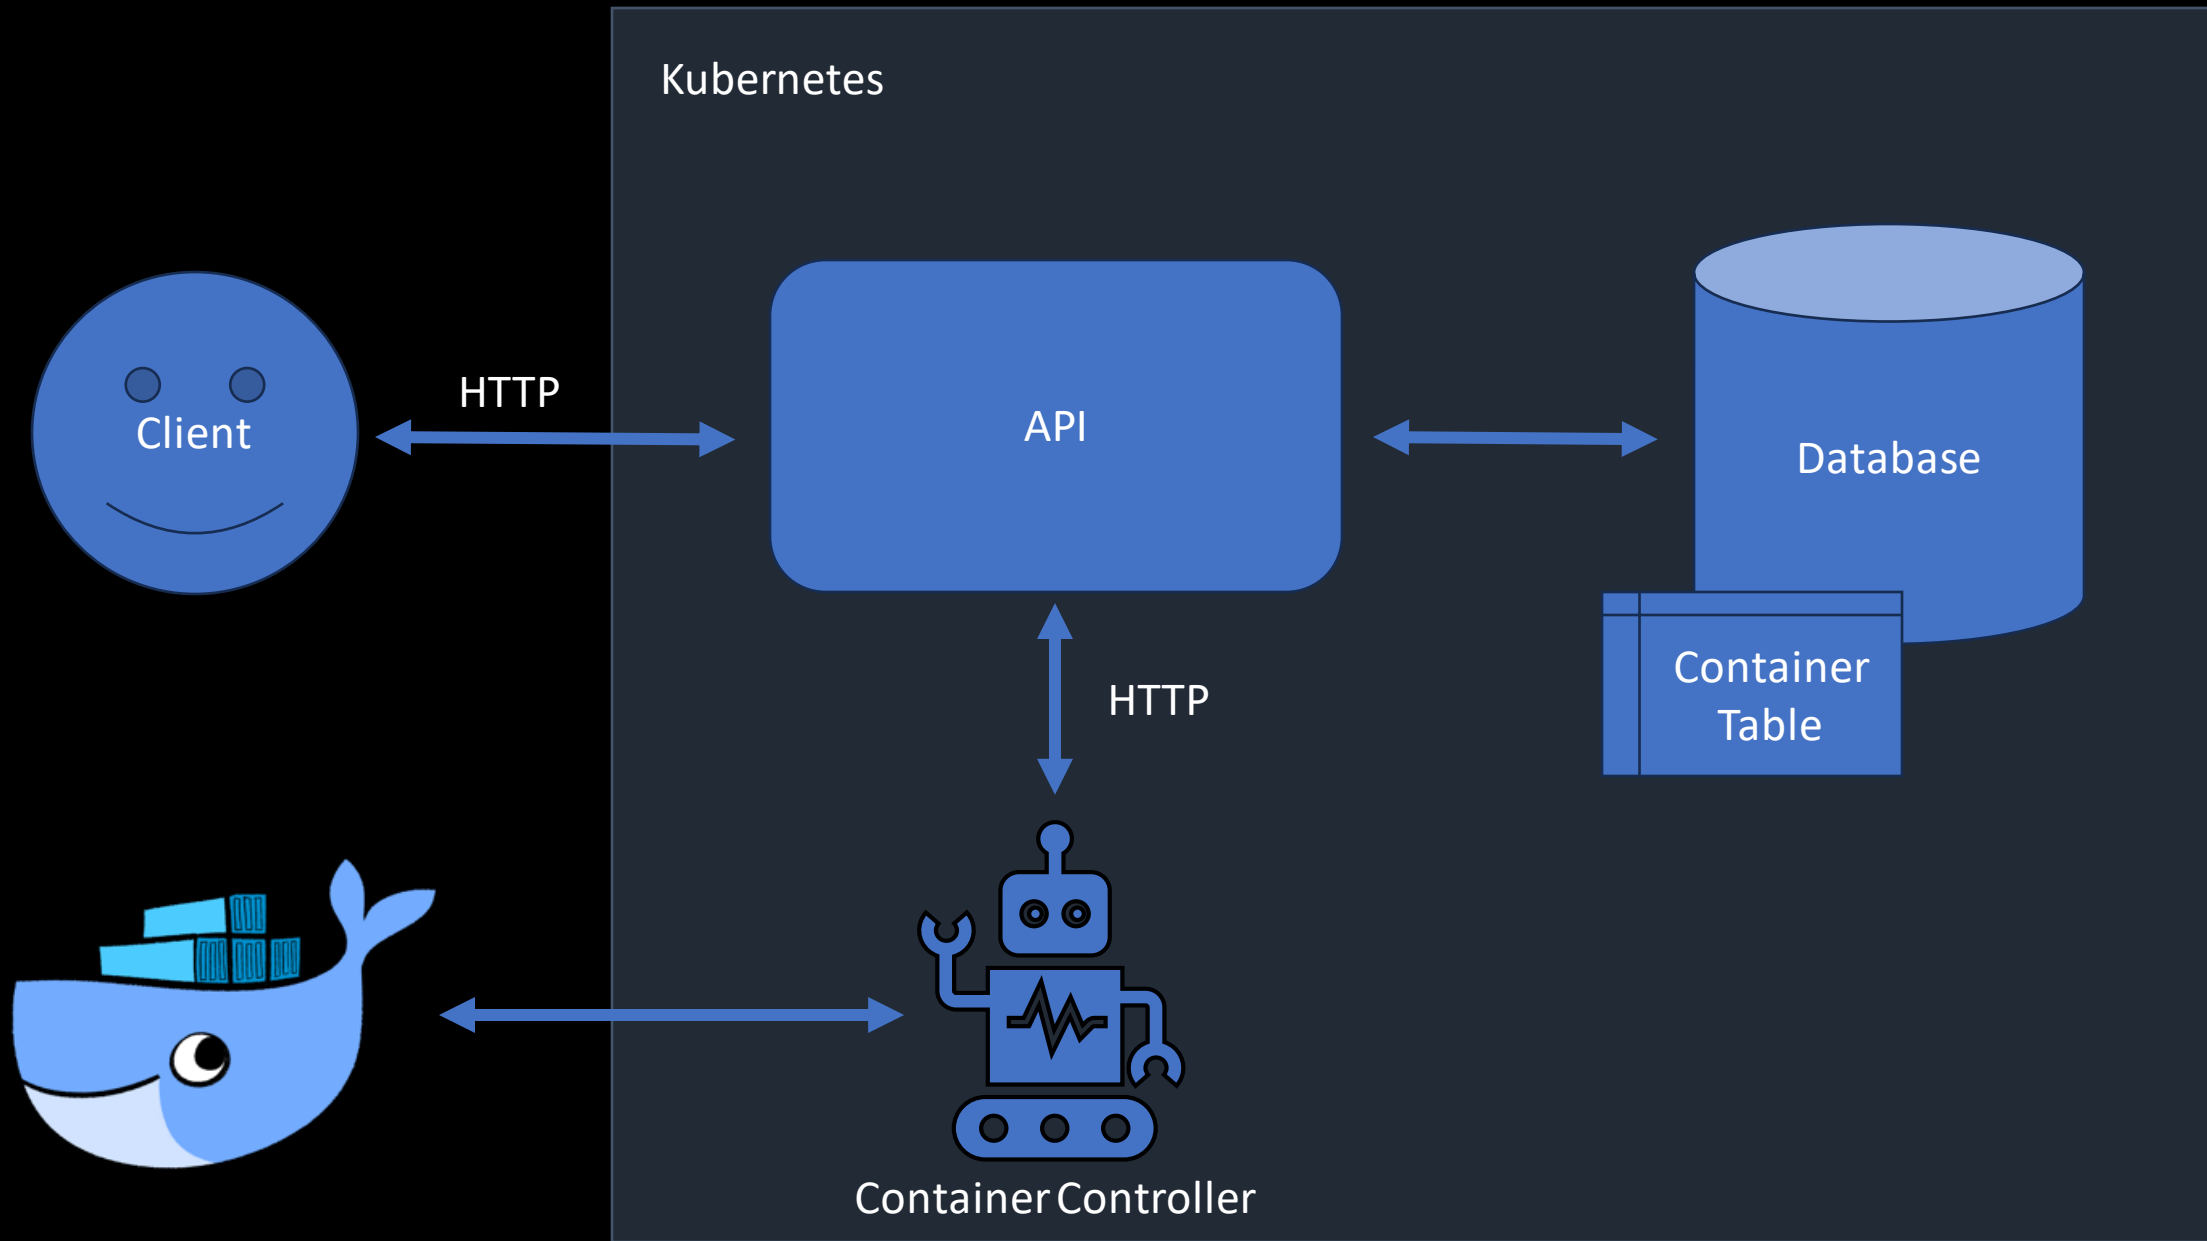 Kubernetes
Client
HTTP
API
Database
HTTP
Container
Table
Container Controller